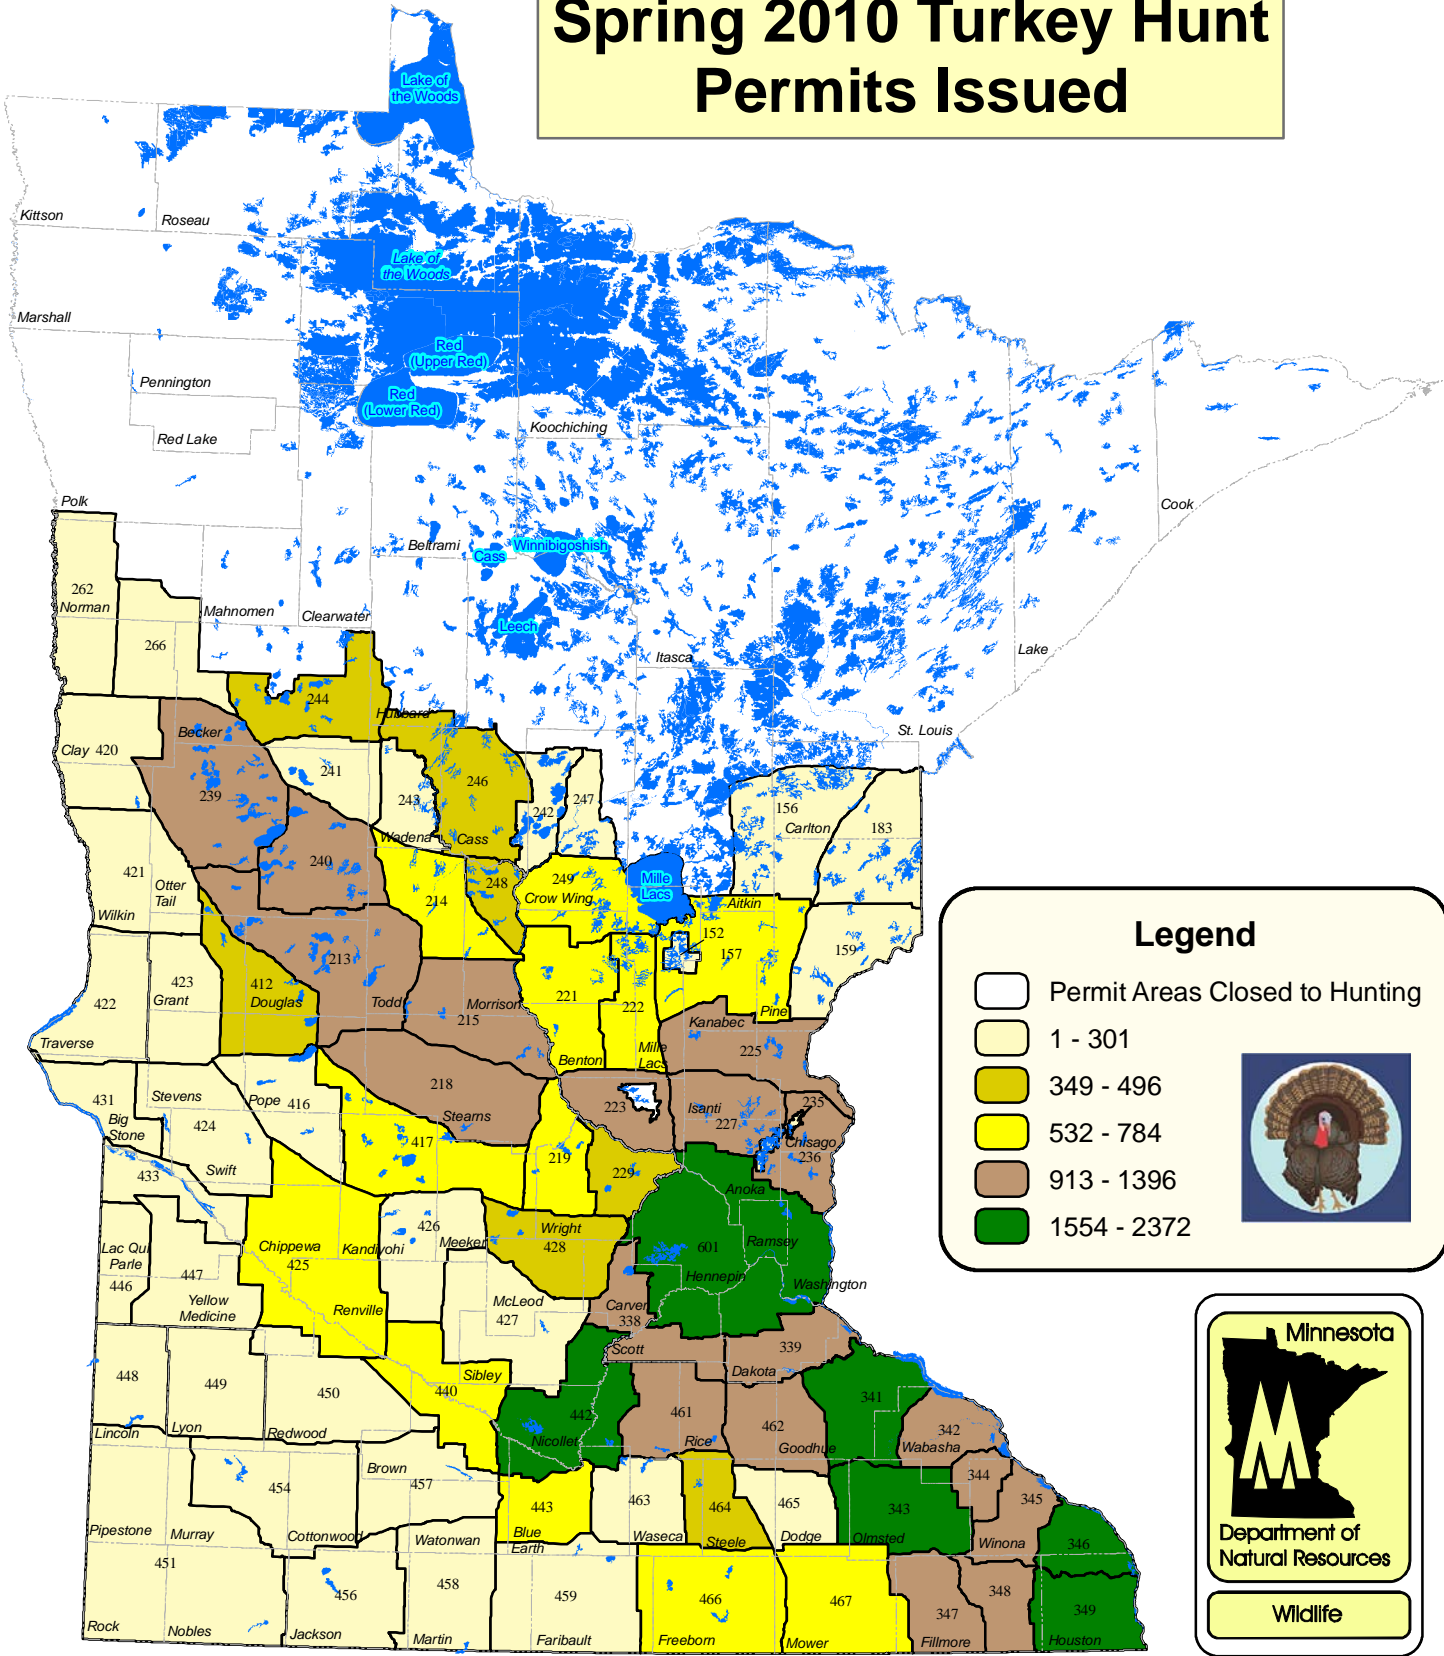 Spring 2010 Turkey Hunt
Permits Issued
Lake of
the Woods
Kittson
Roseau
Lake of
the Woods
Marshall
Red
(Upper Red)
Pennington
Red
(Lower Red)
Koochiching
Red Lake
Polk
Cook
Beltrami
Cass
Winnibigoshish
262
Norman
Mahnomen
Clearwater
Leech
266
Itasca
Lake
244
Hubbard
Becker
St. Louis
Clay 420
241
246
239
243
242
247
156
Carlton
183
Wadena
Cass
240
421
Otter
Tail
248
249
Mille
Lacs
214
Crow Wing
Aitkin
Wilkin
152
157
159
213
423
412
422
Grant
Douglas
Todd
Morrison
215
221
222
Pine
Kanabec
Traverse
Benton
Mille
Lacs
225
218
431
Stevens
Pope
416
Big
Stone
424
Stearns
223
Isanti
227
235
417
Chisago
236
219
Swift
433
229
Anoka
426
Wright
428
Lac Qui
Parle
Chippewa
425
Kandiyohi
Meeker
601
Ramsey
446
447
Hennepin
Washington
Yellow
Medicine
Renville
McLeod
427
Carver
338
Scott
339
Dakota
448
449
450
Sibley
440
341
442
461
462
342
Lincoln
Lyon
Redwood
Nicollet
Rice
Goodhue
Wabasha
Brown
457
344
454
443
463
464
465
343
345
Pipestone
Murray
Cottonwood
Watonwan
Blue
Earth
Waseca
Steele
Dodge
Olmsted
Winona
346
451
456
458
459
466
467
348
347
349
Rock
Nobles
Jackson
Martin
Faribault
Freeborn
Mower
Fillmore
Houston
Legend
Permit Areas Closed to Hunting
1 - 301
349 - 496
532 - 784
913 - 1396
1554 - 2372
Minnesota
Department of
Natural Resources
Wildlife